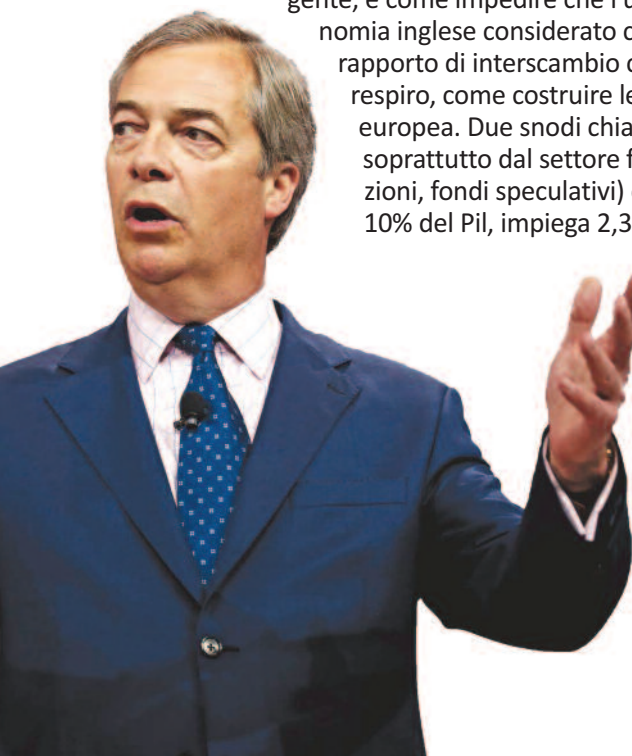 gente, e come impedire che l'u
nomia inglese considerato c
rapporto di interscambio c
respiro, come costruire le
europea. Due snodi chia
soprattutto dal settore f
zioni, fondi speculativi)
10% del Pil, impiega 2,3